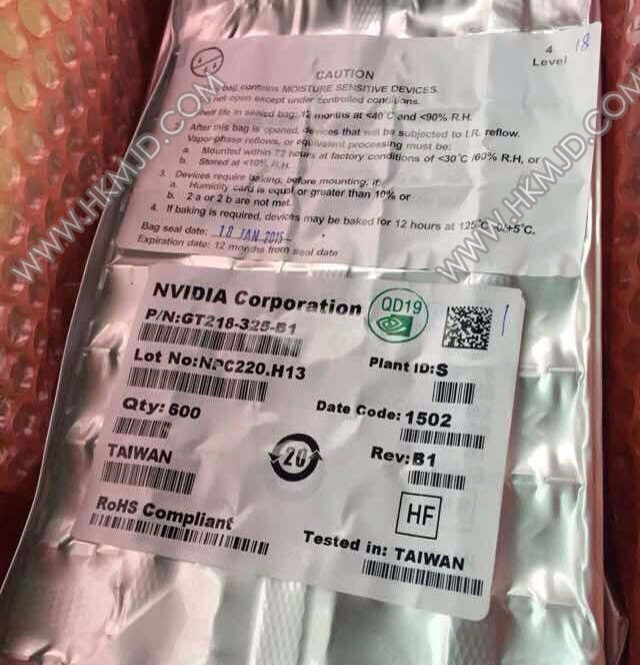 4
Level
18
CAUTION
bag contains MOISTURE SENSITIVE DEVICES.
not open except under controlled conditions.
Shelf life in sealed bag, 12 months at <40°C and <90% R.H.
After this bag is opened, devices that will be subjected to I.R. reflow.
Vapor-phase reflows, or equivalent processing must be:
a. Mounted within 72 hours at factory conditions of <30°C /60% R.H, or
b. Stored at <10% R.H.
3. Devices require baking, before mounting, if:
a. Humidity card is equal or greater than 10% or
b. 2 a or 2 b are not met.
4. If baking is required, devices may be baked for 12 hours at 125°C -0/+5°C.
Bag seal date: 18 JAN 2015
Expiration date: 12 months from seal date
NVIDIA Corporation
QD19
P/N:GT218-325-B1
Lot No:NPC220.H13
Plant ID:S
Qty: 600
Date Code: 1502
TAIWAN
20
Rev:B1
RoHS Compliant
HF
Tested in: TAIWAN
WWW.HKMJD.COM
WWW.HKMJD.COM